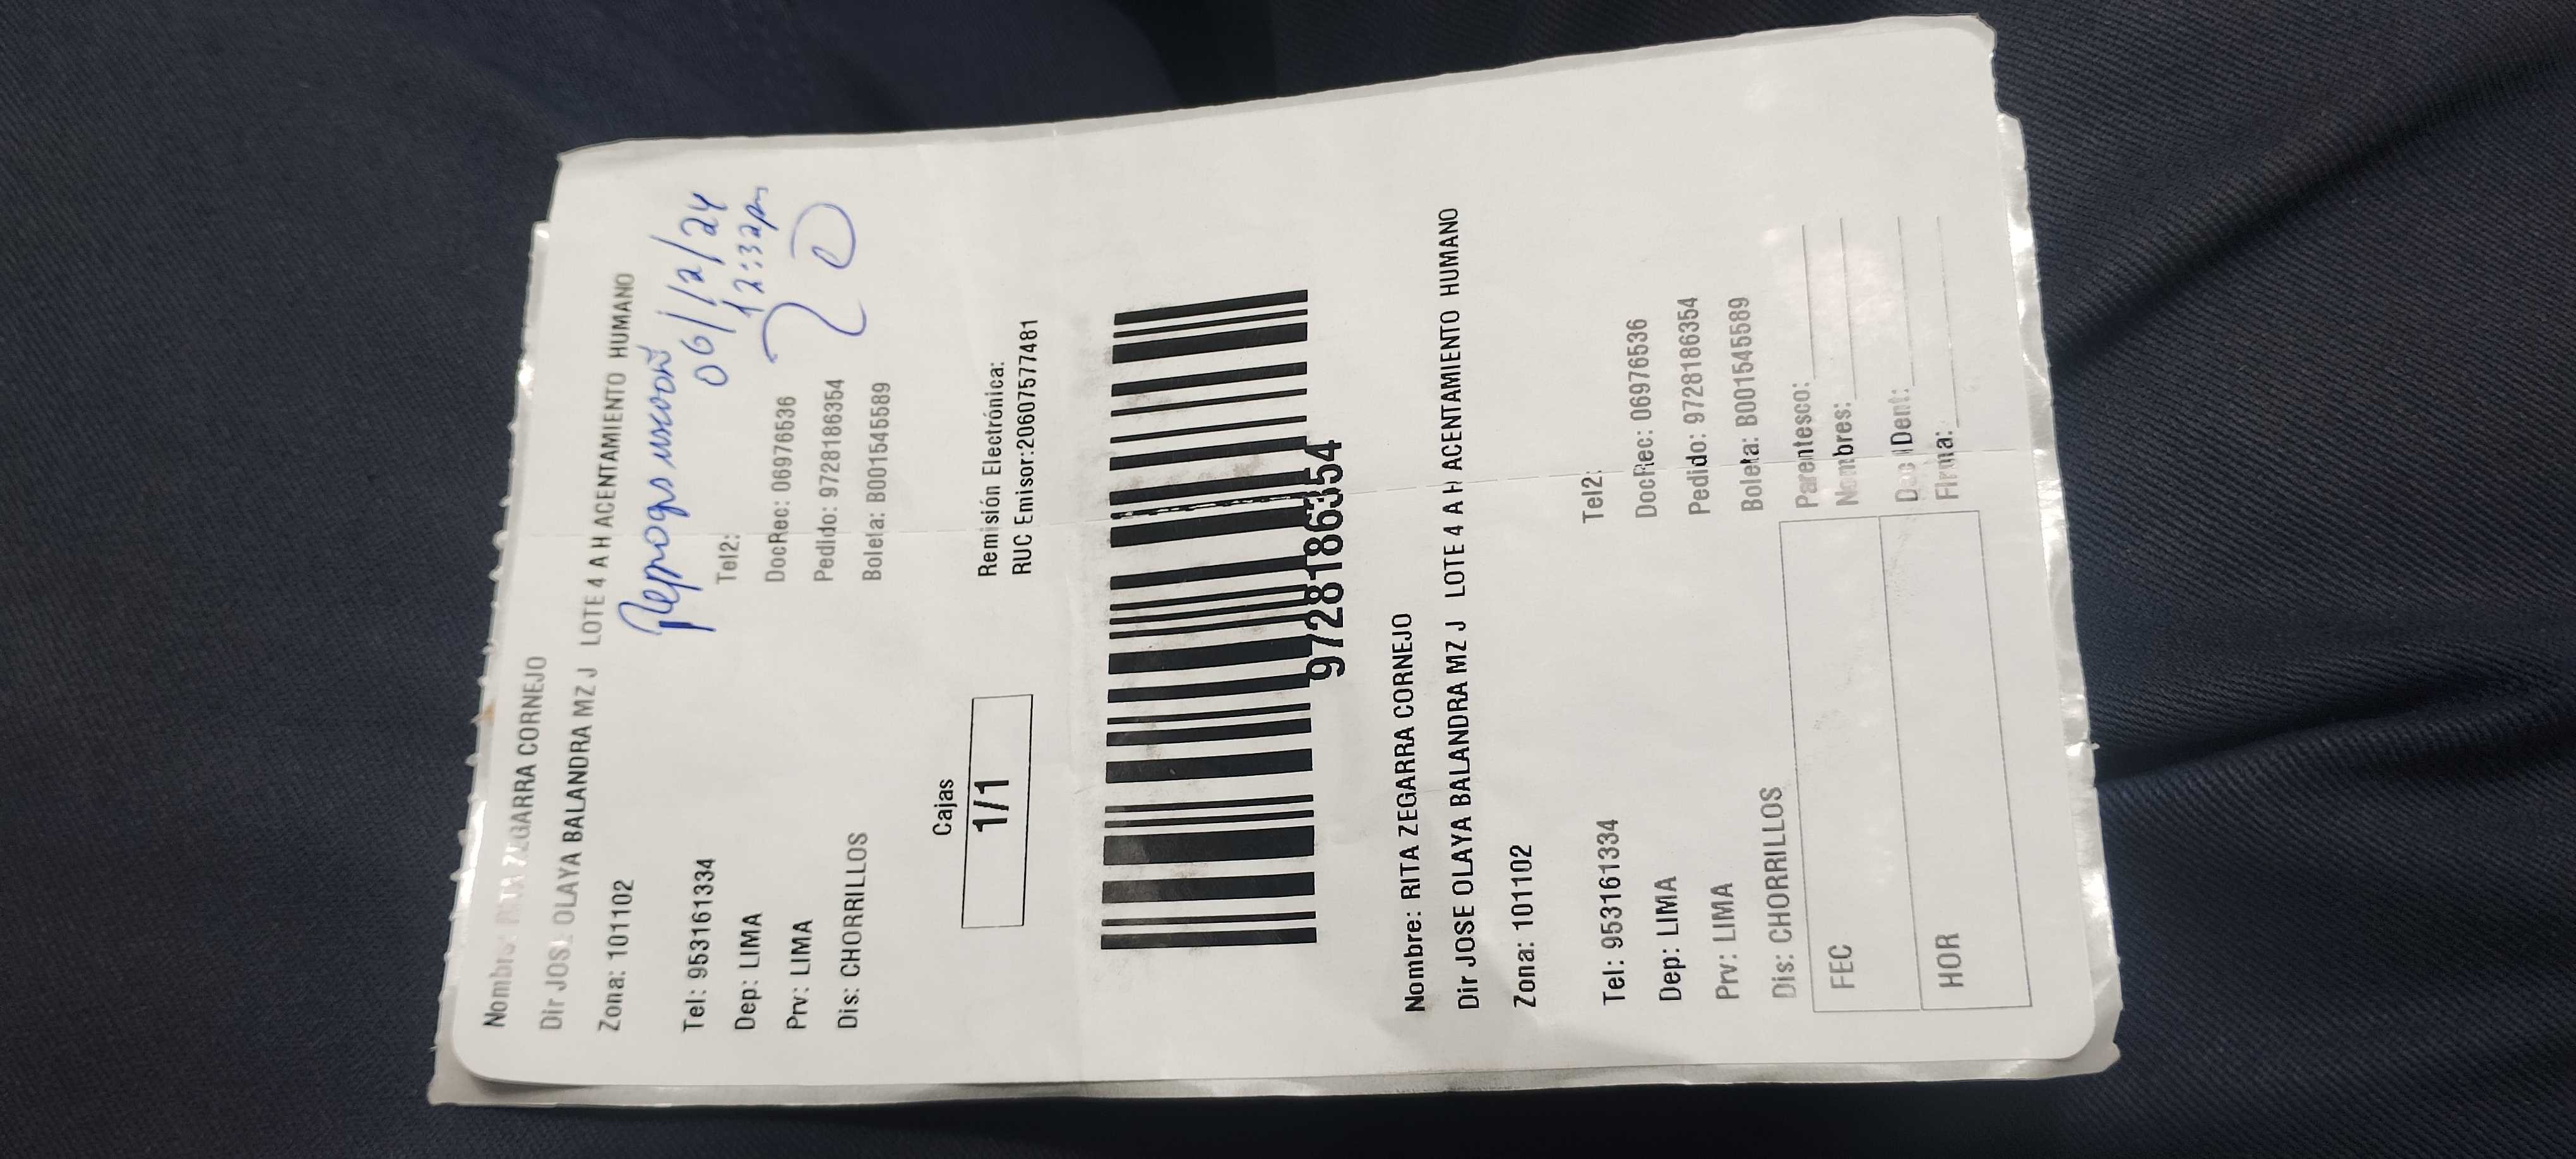 Nombre: RITA ZEGARRA CORNEJO
Dir JOSE OLAYA BALANDRA MZ J LOTE 4 A H ACENTAMIENTO HUMANO
Zona: 101102
06/12/24
12:32pm
Tel: 953161334 Tel2:
Dep: LIMA DocRec: 06976536
Prv: LIMA Pedido: 9728186354
Dis: CHORRILLOS Boleta: B001545589
Cajas
1/1
Remisión Electrónica:
RUC Emisor:20607577481
9728186354
Nombre: RITA ZEGARRA CORNEJO
Dir JOSE OLAYA BALANDRA MZ J LOTE 4 A H ACENTAMIENTO HUMANO
Zona: 101102
Tel: 953161334 Tel2:
Dep: LIMA DocRec: 06976536
Prv: LIMA Pedido: 9728186354
Dis: CHORRILLOS Boleta: B001545589
FEC
HOR
Parentesco:
Nombres:
Doc IDent:
Firma: